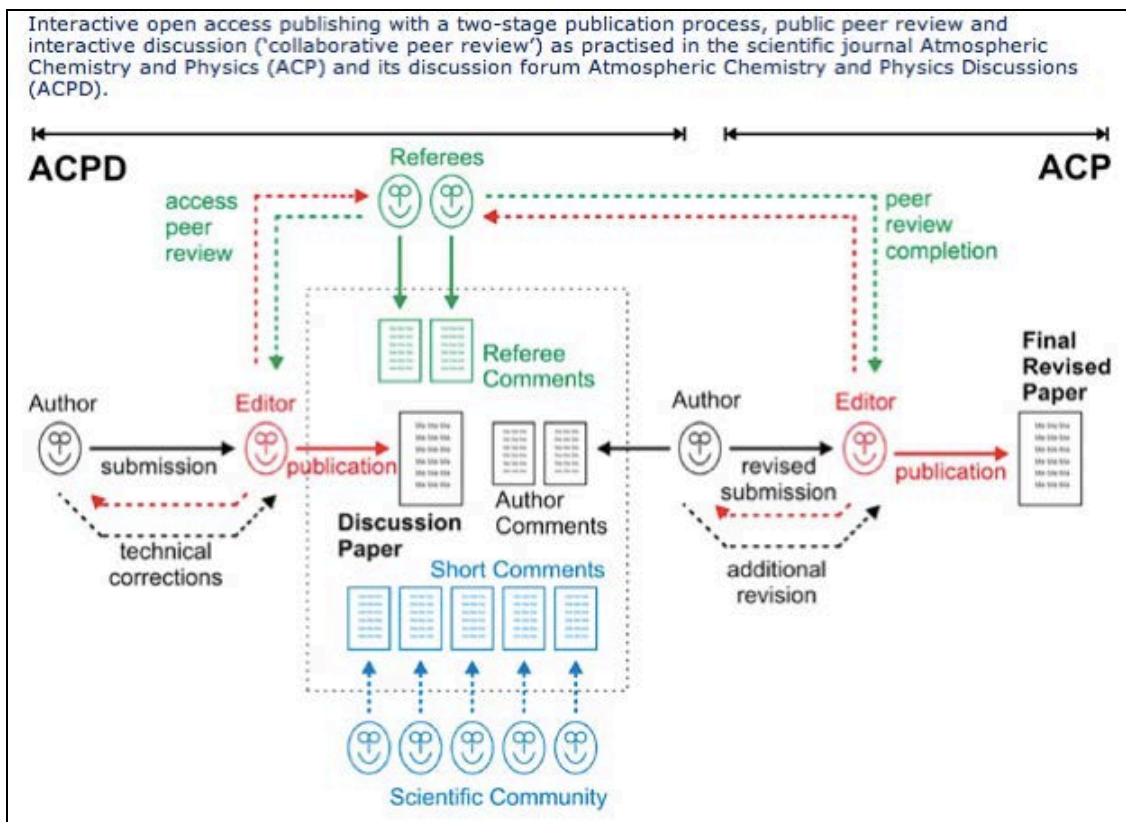 Interactive open access publishing with a two-stage publication process, public peer review and
interactive discussion (‘collaborative peer review’) as practised in the scientific journal Atmospheric
Chemistry and Physics (ACP) and its discussion forum Atmospheric Chemistry and Physics Discussions
(ACPD).
ACPD
Referees
ACP
access
peer
review
peer
review
completion
Referee
Comments
Final
Revised
Paper
Author
Editor
Author
Editor
submission
publication
revised
submission
publication
Author
Comments
Discussion
Paper
technical
corrections
additional
revision
Short Comments
Scientific Community